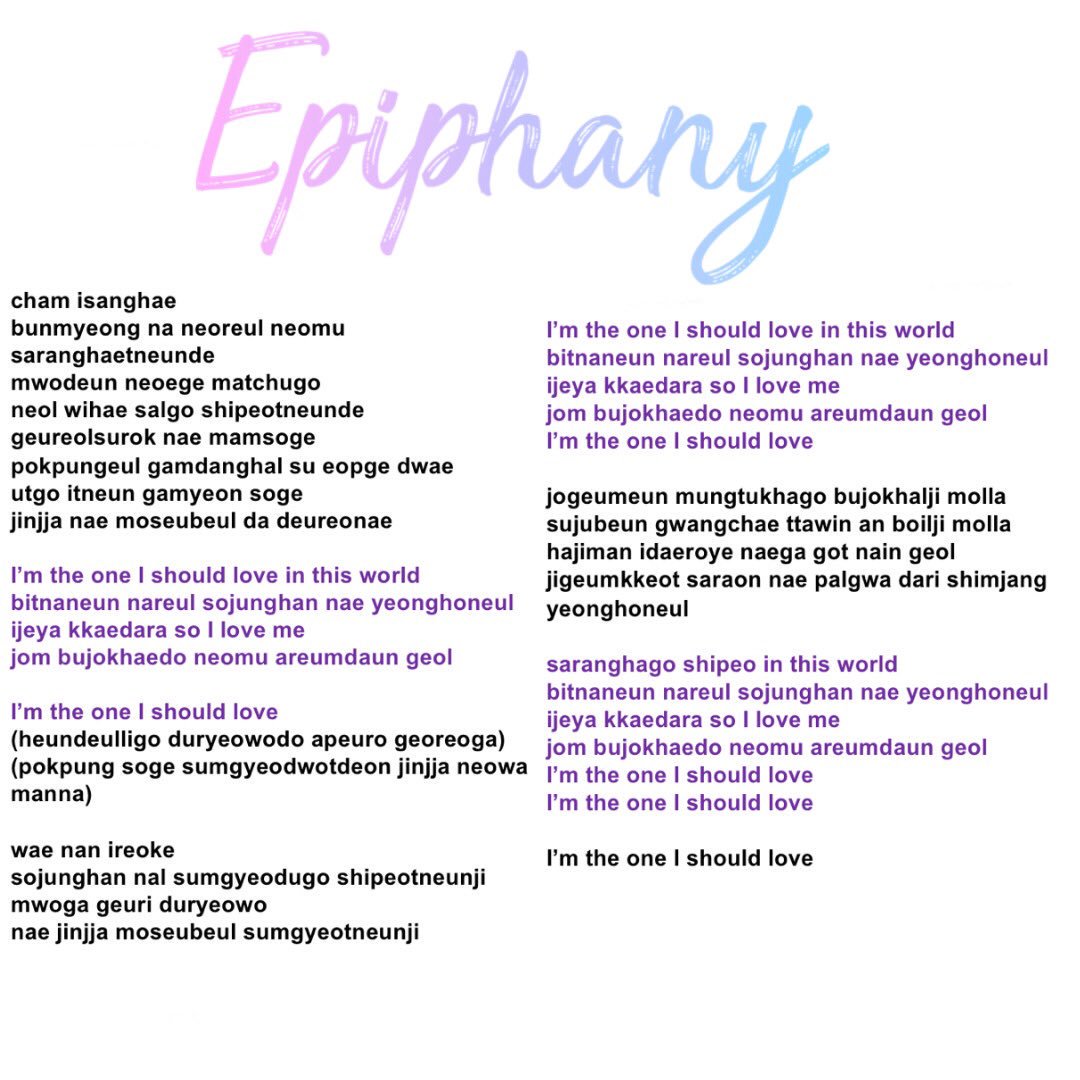 Epiphany
cham isanghae
bunmyeong na neoreul neomu
saranghaetneunde
mwodeun neoege matchugo
neol wihae salgo shipeotneunde
geureolsurok nae mamsoge
pokpungeul gamdanghal su eopge dwae
utgo itneun gamyeon soge
jinjja nae moseubeul da deureonae
I'm the one I should love in this world
bitnaneun nareul sojunghan nae yeonghoneul
ijeya kkaedara so I love me
jom bujokhaedo neomu areumdaun geol
I'm the one I should love
(heundeulligo duryeowodo apeuro georeoga)
(pokpung soge sumgyeodwotdeon jinjja neowa
manna)
wae nan ireoke
sojunghan nal sumgyeodugo shipeotneunji
mwoga geuri duryeowo
nae jinjja moseubeul sumgyeotneunji
I'm the one I should love in this world
bitnaneun nareul sojunghan nae yeonghoneul
ijeya kkaedara so I love me
jom bujokhaedo neomu areumdaun geol
I'm the one I should love
jogeumeun mungtukhago bujokhalji molla
sujubeun gwangchae ttawin an boilji molla
hajiman idaeroye naega got nain geol
jigeumkkeot saraon nae palgwa dari shimjang
yeonghoneul
saranghago shipeo in this world
bitnaneun nareul sojunghan nae yeonghoneul
ijeya kkaedara so I love me
jom bujokhaedo neomu areumdaun geol
I'm the one I should love
I'm the one I should love
I'm the one I should love